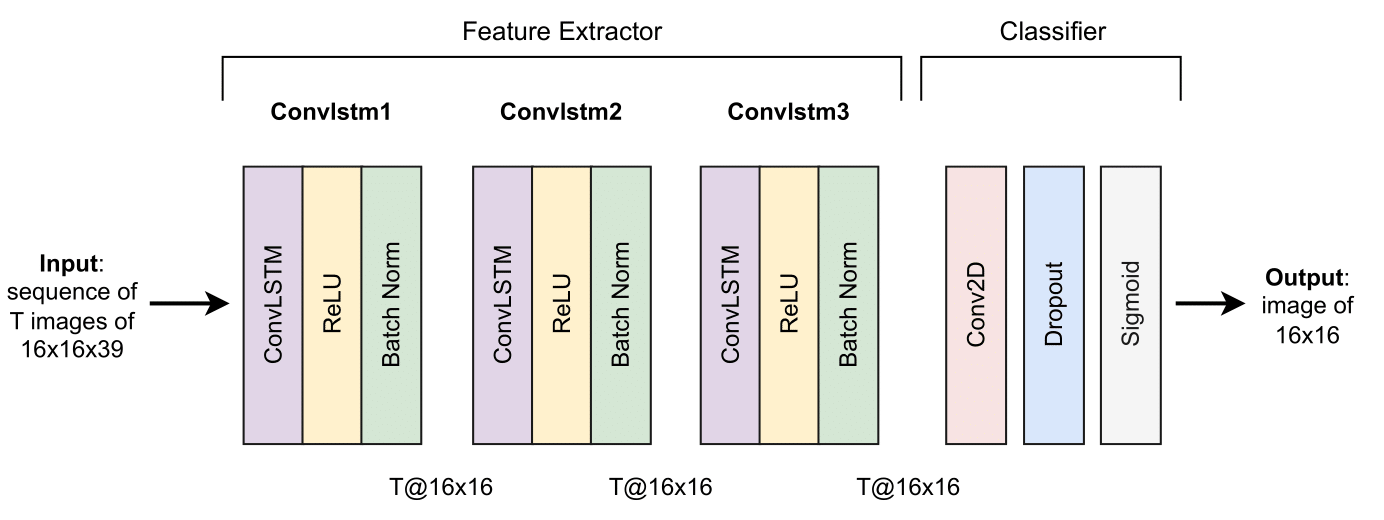 Feature Extractor
Classifier
Convlstm1
Convlstm2
Convlstm3
Input:
sequence of
T images of
16x16x39
ConvLSTM
ReLU
Batch Norm
ConvLSTM
ReLU
Batch Norm
ConvLSTM
ReLU
Batch Norm
Conv2D
Dropout
Sigmoid
Output:
image of
16x16
T@16x16
T@16x16
T@16x16